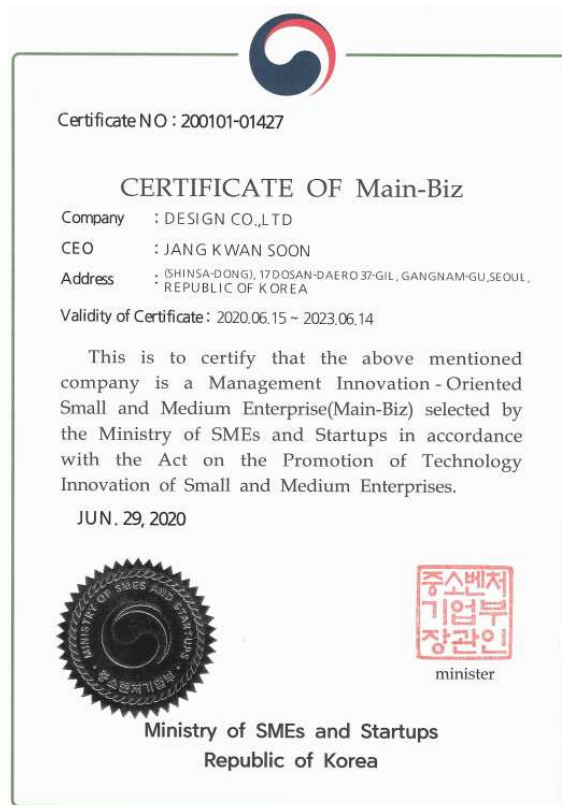 Certificate NO : 200101-01427
CERTIFICATE OF Main-Biz
Company : DESIGN CO.,LTD
CEO : JANG KWAN SOON
Address : (SHINSA-DONG), 17 DOSAN-DAERO 37-GIL, GANGNAM-GU,SEOUL,
REPUBLIC OF KOREA
Validity of Certificate : 2020.06.15 ~ 2023.06.14
This is to certify that the above mentioned
company is a Management Innovation - Oriented
Small and Medium Enterprise(Main-Biz) selected by
the Ministry of SMEs and Startups in accordance
with the Act on the Promotion of Technology
Innovation of Small and Medium Enterprises.
JUN. 29, 2020
MINISTRY OF SMES AND STARTUPS
중소벤처기업부
중소벤처
기업부
장관인
minister
Ministry of SMEs and Startups
Republic of Korea